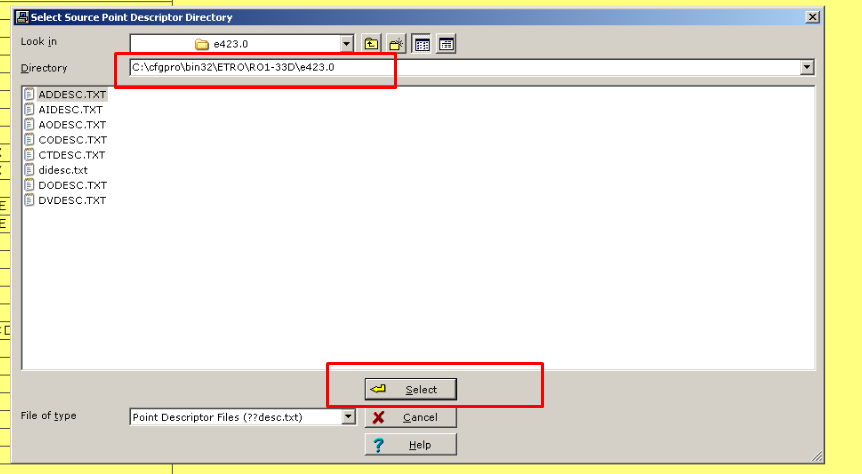 Select Source Point Descriptor Directory
Look in
e423.0
Directory
C:\cfgpro\bin32\ETRO\RO1-33D\e423.0
ADDESC.TXT
AIDESC.TXT
AODESC.TXT
CODESC.TXT
CTDESC.TXT
didesc.txt
DODESC.TXT
DVDESC.TXT
Select
File of type
Point Descriptor Files (??desc.txt)
Cancel
Help